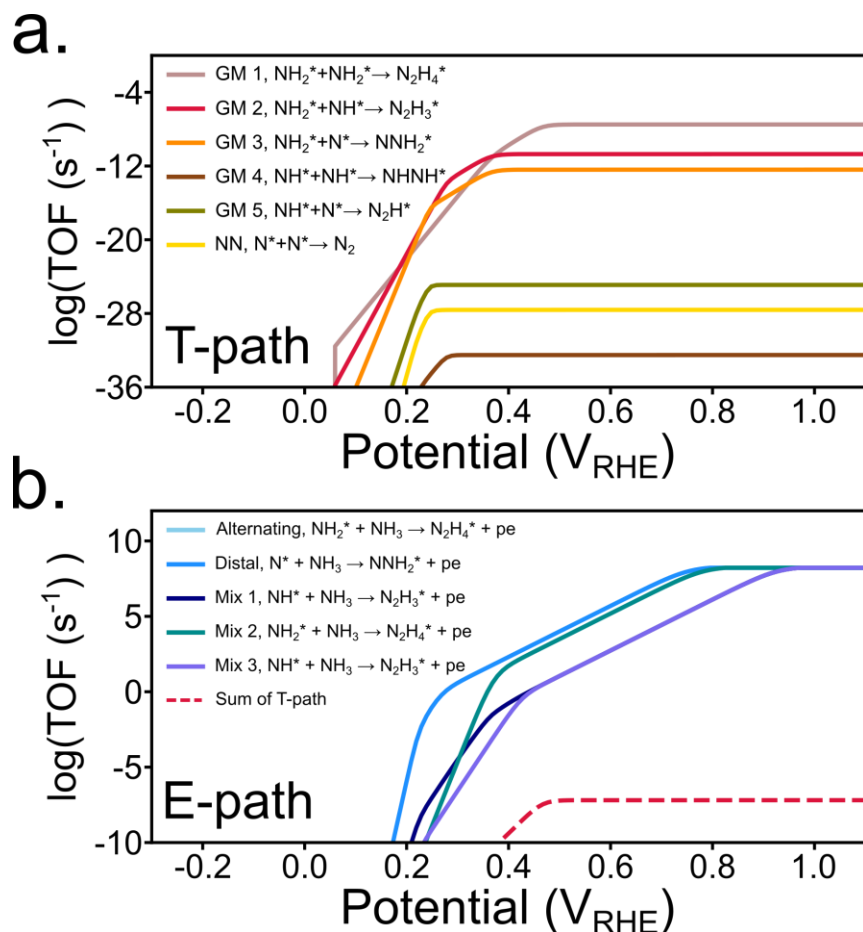 a.
GM 1, NH₂*+NH₂*→ N₂H₄*
GM 2, NH₂*+NH*→ N₂H₃*
GM 3, NH₂*+N*→ NNH₂*
GM 4, NH*+NH*→ NHNH*
GM 5, NH*+N*→ N₂H*
NN, N*+N*→ N₂
log(TOF (s⁻¹) )
-4
-12
-20
-28
-36
T-path
-0.2 0.0 0.2 0.4 0.6 0.8 1.0
Potential (V_RHE)
b.
Alternating, NH₂* + NH₃ → N₂H₄* + pe
Distal, N* + NH₃ → NNH₂* + pe
Mix 1, NH* + NH₃ → N₂H₃* + pe
Mix 2, NH₂* + NH₃ → N₂H₄* + pe
Mix 3, NH* + NH₃ → N₂H₃* + pe
Sum of T-path
log(TOF (s⁻¹) )
10
5
0
-5
-10
E-path
-0.2 0.0 0.2 0.4 0.6 0.8 1.0
Potential (V_RHE)